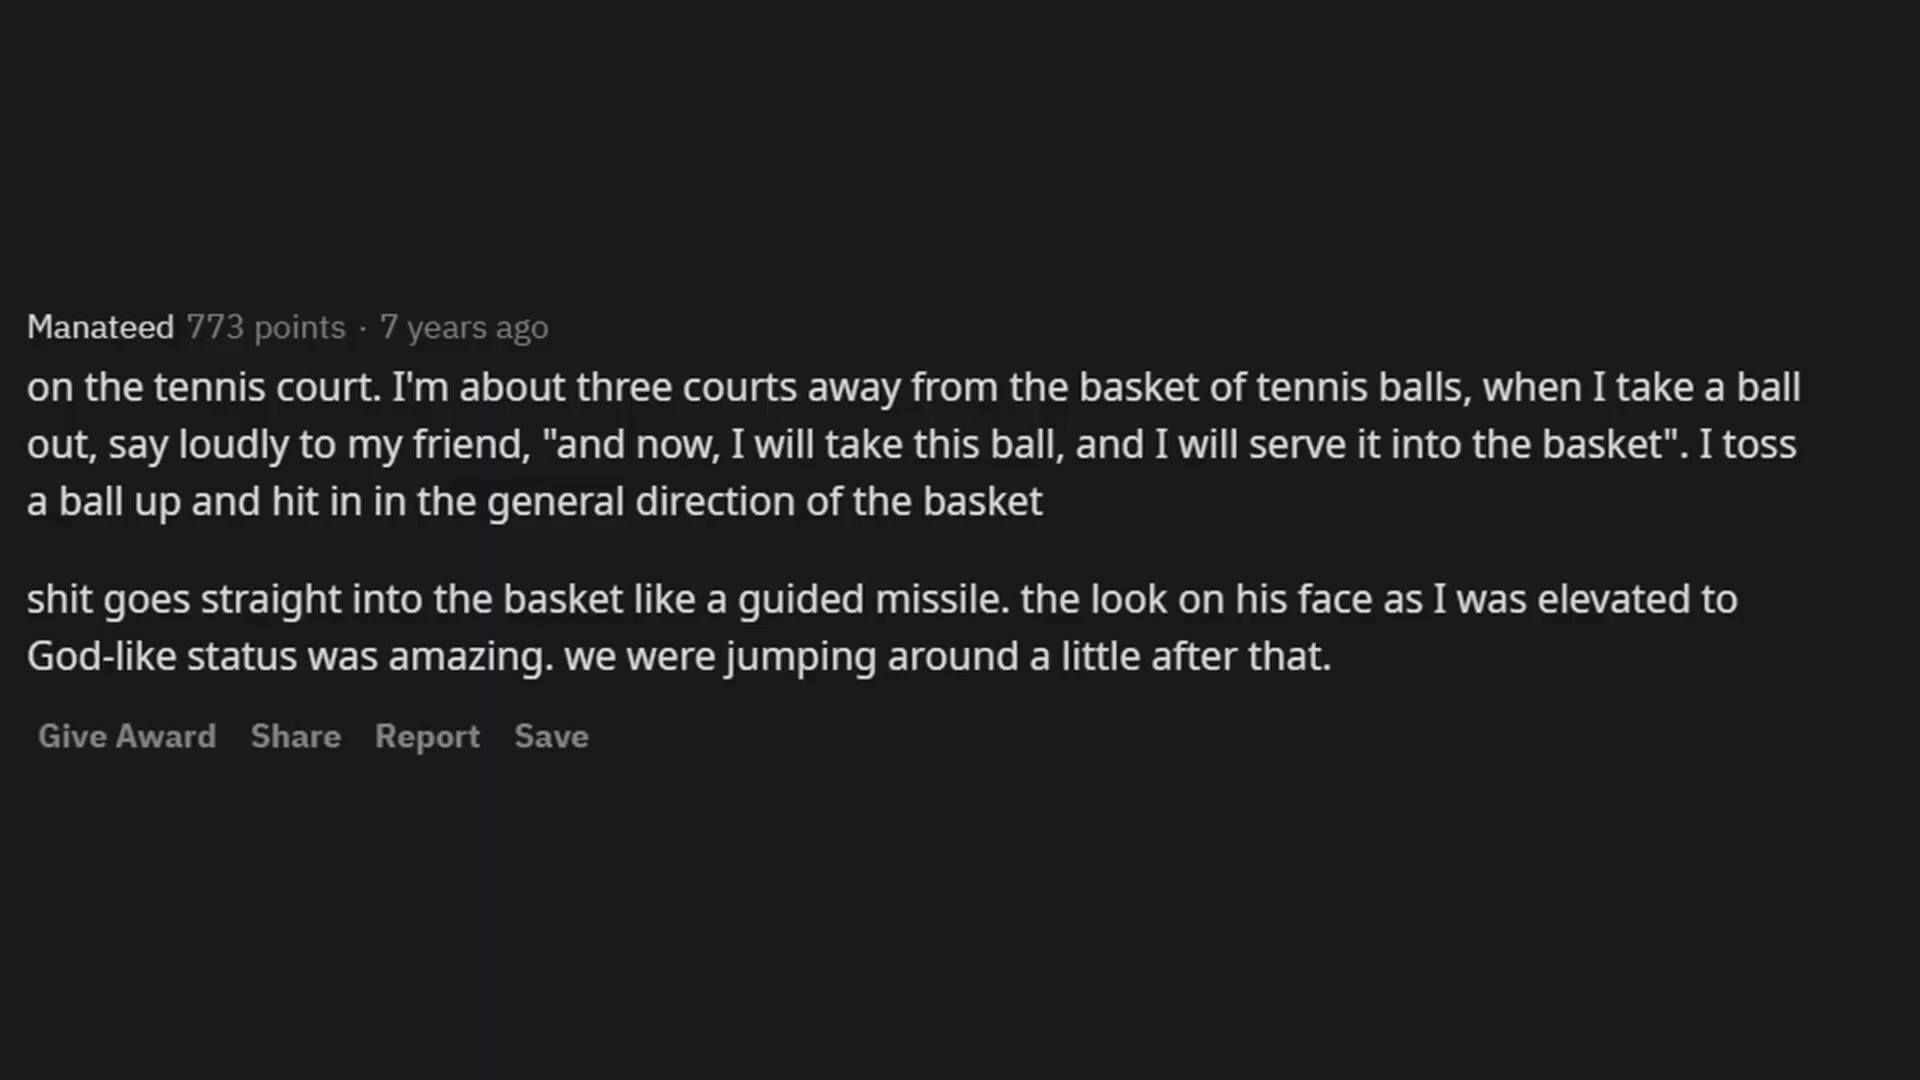 Manateed 773 points · 7 years ago
on the tennis court. I'm about three courts away from the basket of tennis balls, when I take a ball
out, say loudly to my friend, "and now, I will take this ball, and I will serve it into the basket". I toss
a ball up and hit in in the general direction of the basket
shit goes straight into the basket like a guided missile. the look on his face as I was elevated to
God-like status was amazing. we were jumping around a little after that.
Give Award Share Report Save